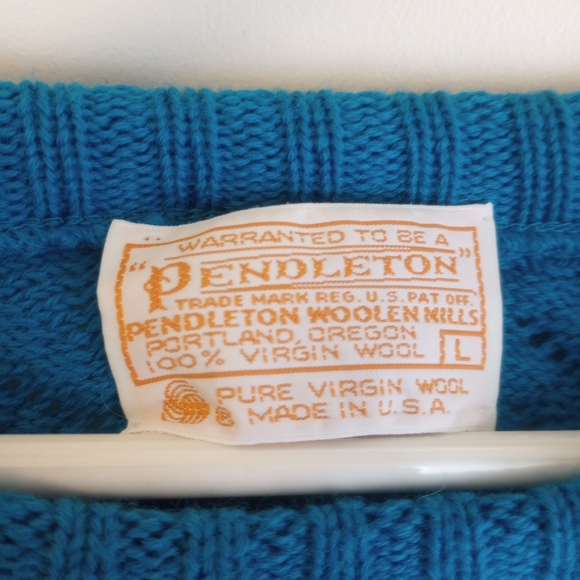 WARRANTED TO BE A
"PENDLETON"
TRADE MARK REG. U.S. PAT OFF.
PENDLETON WOOLEN MILLS
PORTLAND, OREGON
100% VIRGIN WOOL L
PURE VIRGIN WOOL
® MADE IN U.S.A.